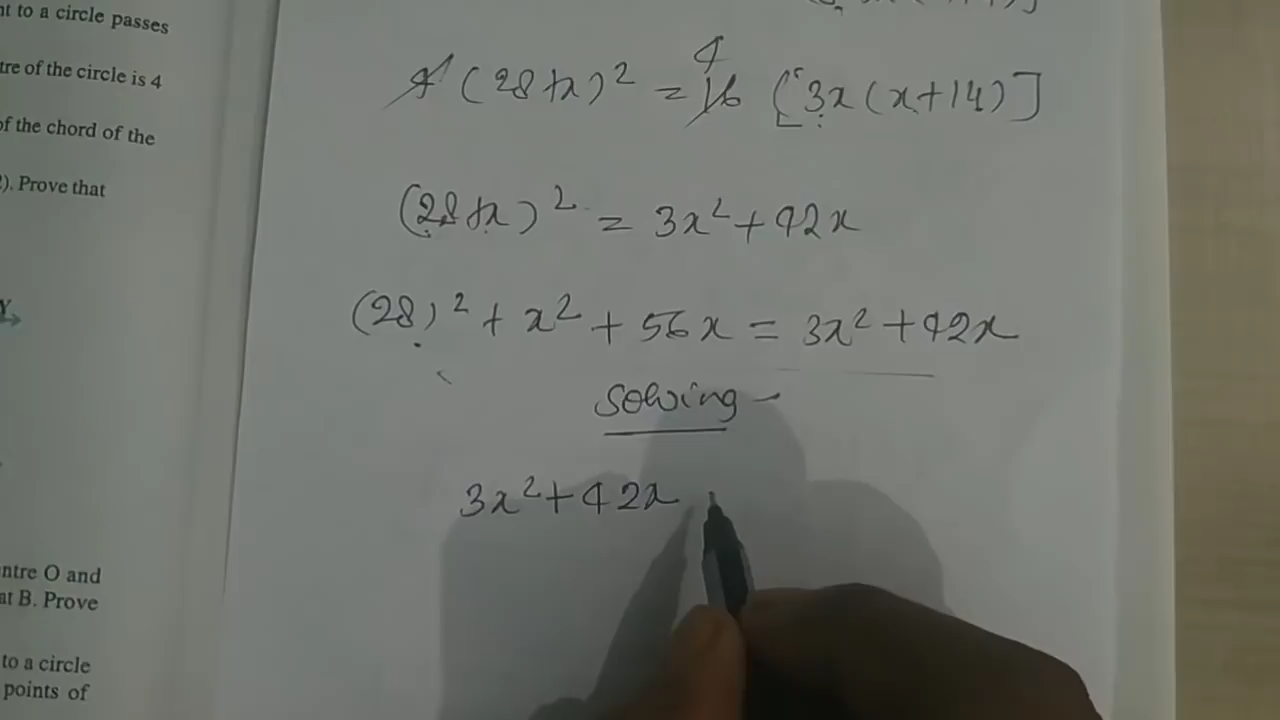 nt to a circle passes
tre of the circle is 4
of the chord of the
2). Prove that
Y
ntre O and
at B. Prove
to a circle
points of
4 (28+x)² = 16 4 [3x(x+14)]
(28+x)² = 3x²+42x
(28)² + x² + 56x = 3x²+42x
Solving -
3x²+42x